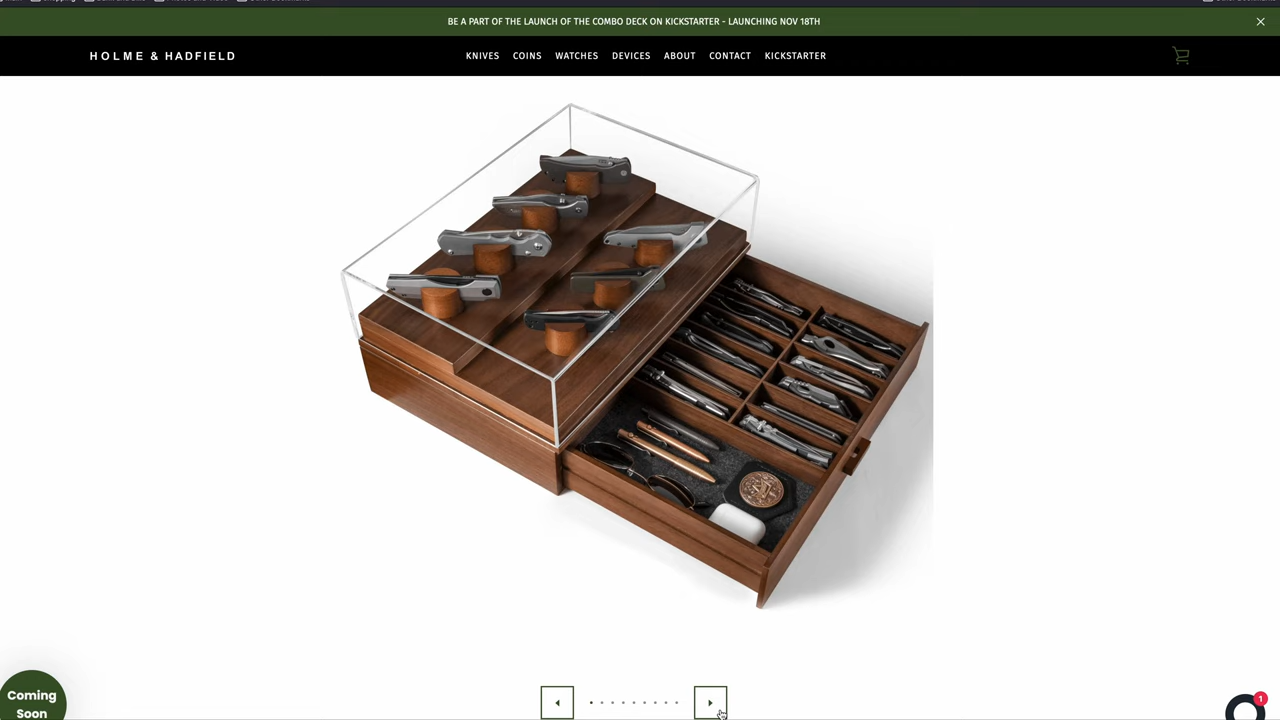 BE A PART OF THE LAUNCH OF THE COMBO DECK ON KICKSTARTER - LAUNCHING NOV 18TH
HOLME & HADFIELD
KNIVES COINS WATCHES DEVICES ABOUT CONTACT KICKSTARTER
Coming
Soon
1